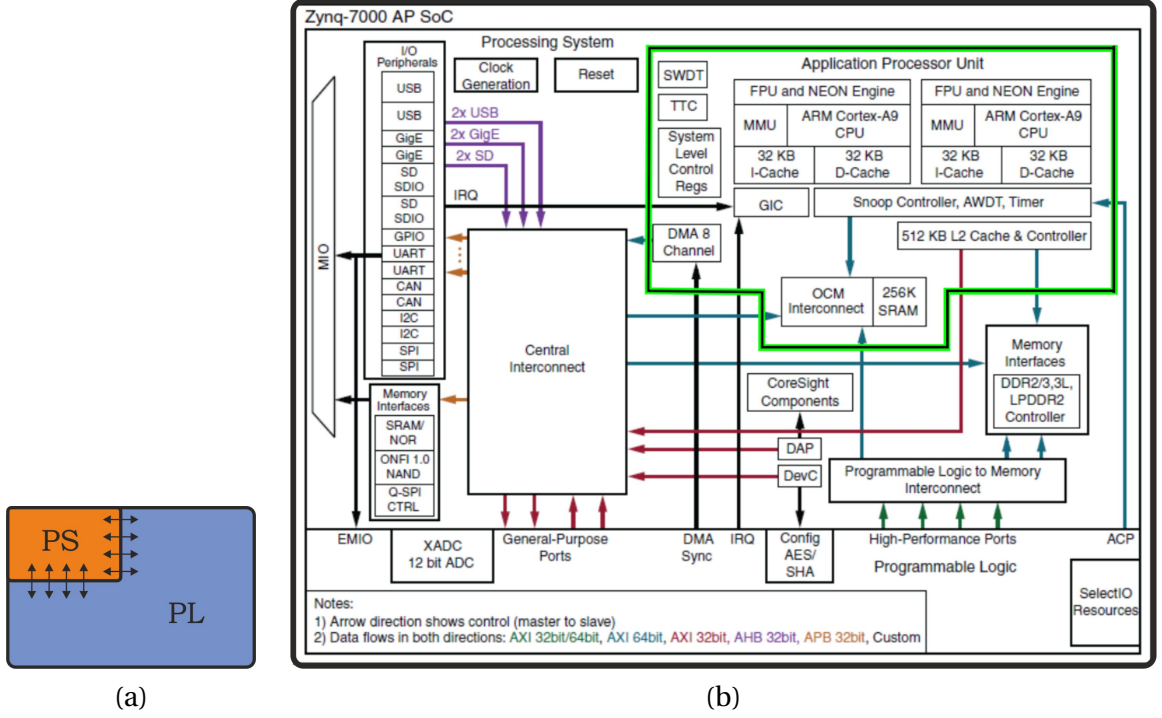 PS
PL
(a)
Zynq-7000 AP SoC
Processing System
I/O
Peripherals
USB
USB
GigE
GigE
SD
SDIO
SD
SDIO
GPIO
UART
UART
CAN
CAN
I2C
I2C
SPI
SPI
MIO
Clock
Generation
Reset
2x USB
2x GigE
2x SD
IRQ
Application Processor Unit
SWDT
TTC
System
Level
Control
Regs
FPU and NEON Engine
MMU
ARM Cortex-A9
CPU
32 KB
I-Cache
32 KB
D-Cache
FPU and NEON Engine
MMU
ARM Cortex-A9
CPU
32 KB
I-Cache
32 KB
D-Cache
GIC
Snoop Controller, AWDT, Timer
DMA 8
Channel
512 KB L2 Cache & Controller
OCM
Interconnect
256K
SRAM
Central
Interconnect
Memory
Interfaces
DDR2/3,3L,
LPDDR2
Controller
CoreSight
Components
DAP
DevC
Programmable Logic to Memory
Interconnect
Memory
Interfaces
SRAM/
NOR
ONFI 1.0
NAND
Q-SPI
CTRL
EMIO
XADC
12 bit ADC
General-Purpose
Ports
DMA
Sync
IRQ
Config
AES/
SHA
High-Performance Ports
ACP
Programmable Logic
SelectIO
Resources
Notes:
1) Arrow direction shows control (master to slave)
2) Data flows in both directions: AXI 32bit/64bit, AXI 64bit, AXI 32bit, AHB 32bit, APB 32bit, Custom
(b)